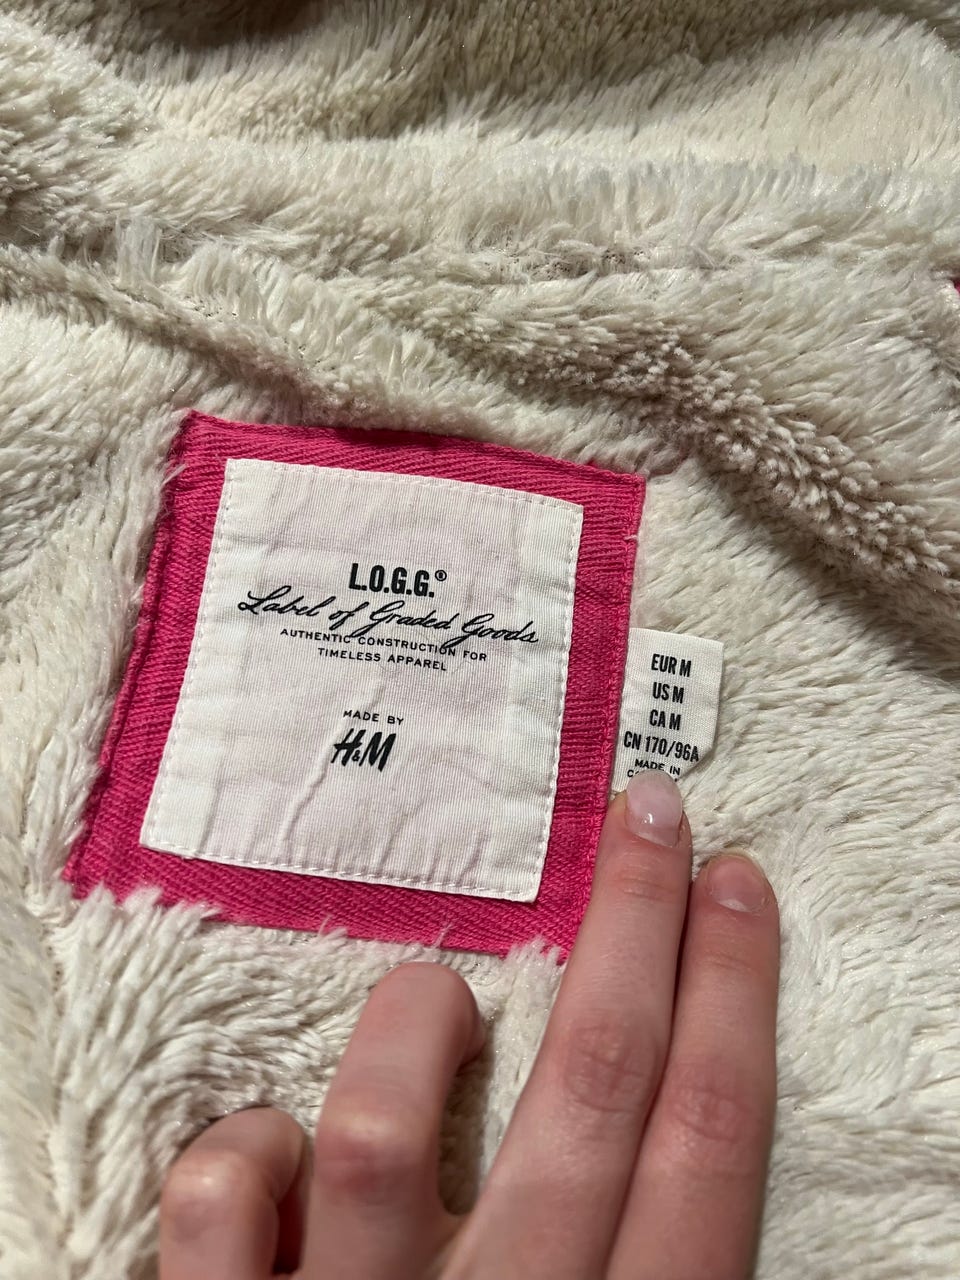 L.O.G.G.®
Label of Graded Goods
AUTHENTIC CONSTRUCTION FOR
TIMELESS APPAREL
MADE BY
H&M
EUR M
US M
CA M
CN 170/96A
MADE IN